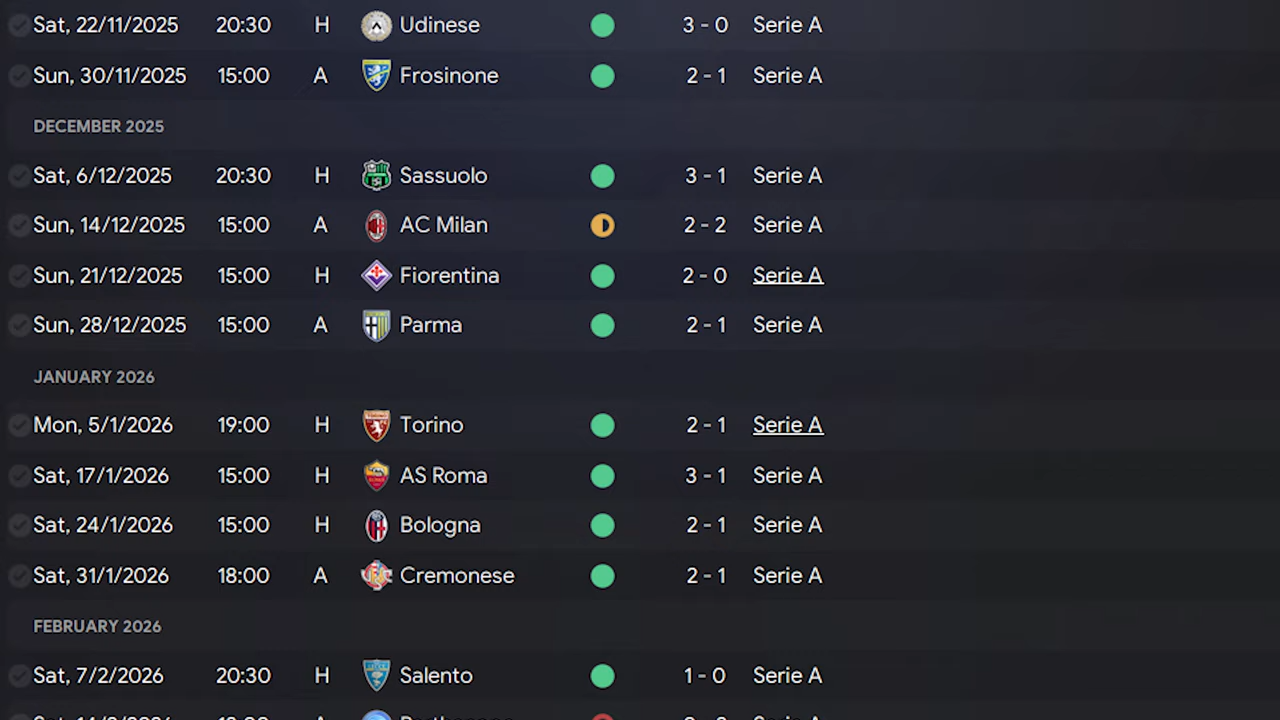 Sat, 22/11/2025 20:30 H Udinese 3 - 0 Serie A
Sun, 30/11/2025 15:00 A Frosinone 2 - 1 Serie A
DECEMBER 2025
Sat, 6/12/2025 20:30 H Sassuolo 3 - 1 Serie A
Sun, 14/12/2025 15:00 A AC Milan 2 - 2 Serie A
Sun, 21/12/2025 15:00 H Fiorentina 2 - 0 Serie A
Sun, 28/12/2025 15:00 A Parma 2 - 1 Serie A
JANUARY 2026
Mon, 5/1/2026 19:00 H Torino 2 - 1 Serie A
Sat, 17/1/2026 15:00 H AS Roma 3 - 1 Serie A
Sat, 24/1/2026 15:00 H Bologna 2 - 1 Serie A
Sat, 31/1/2026 18:00 A Cremonese 2 - 1 Serie A
FEBRUARY 2026
Sat, 7/2/2026 20:30 H Salento 1 - 0 Serie A